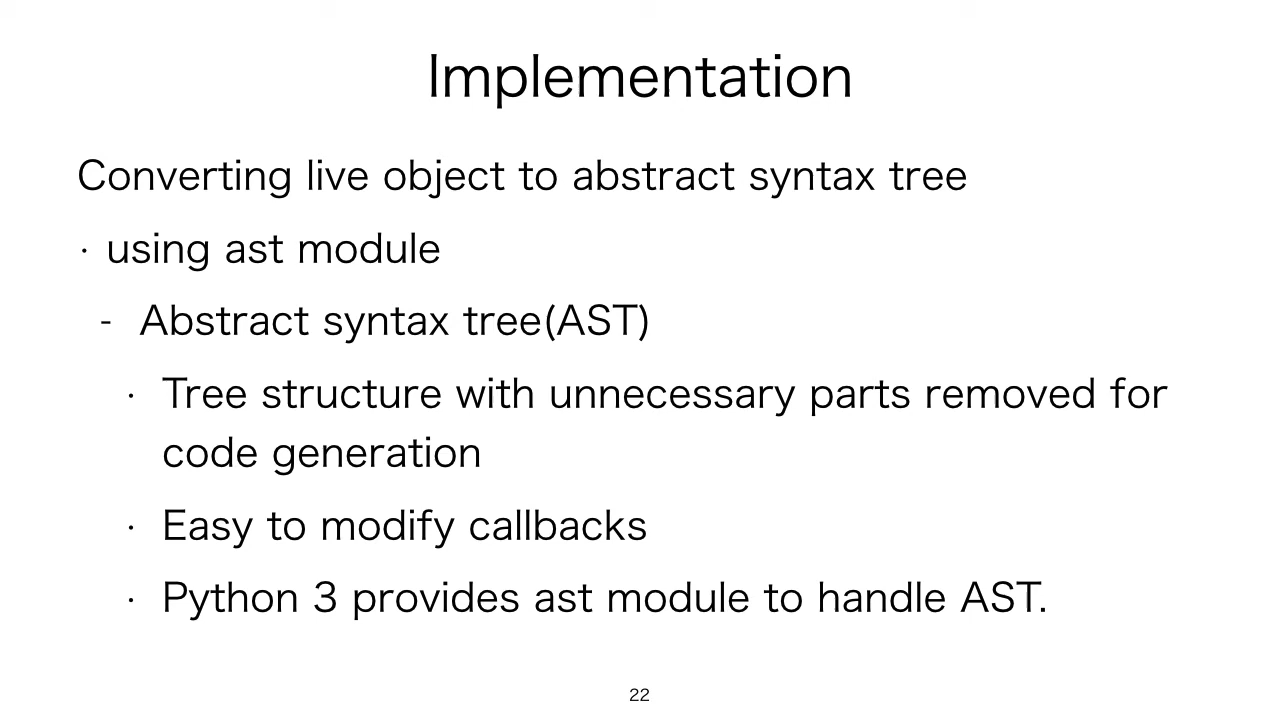 Implementation
Converting live object to abstract syntax tree
· using ast module
- Abstract syntax tree(AST)
· Tree structure with unnecessary parts removed for
code generation
· Easy to modify callbacks
· Python 3 provides ast module to handle AST.
22